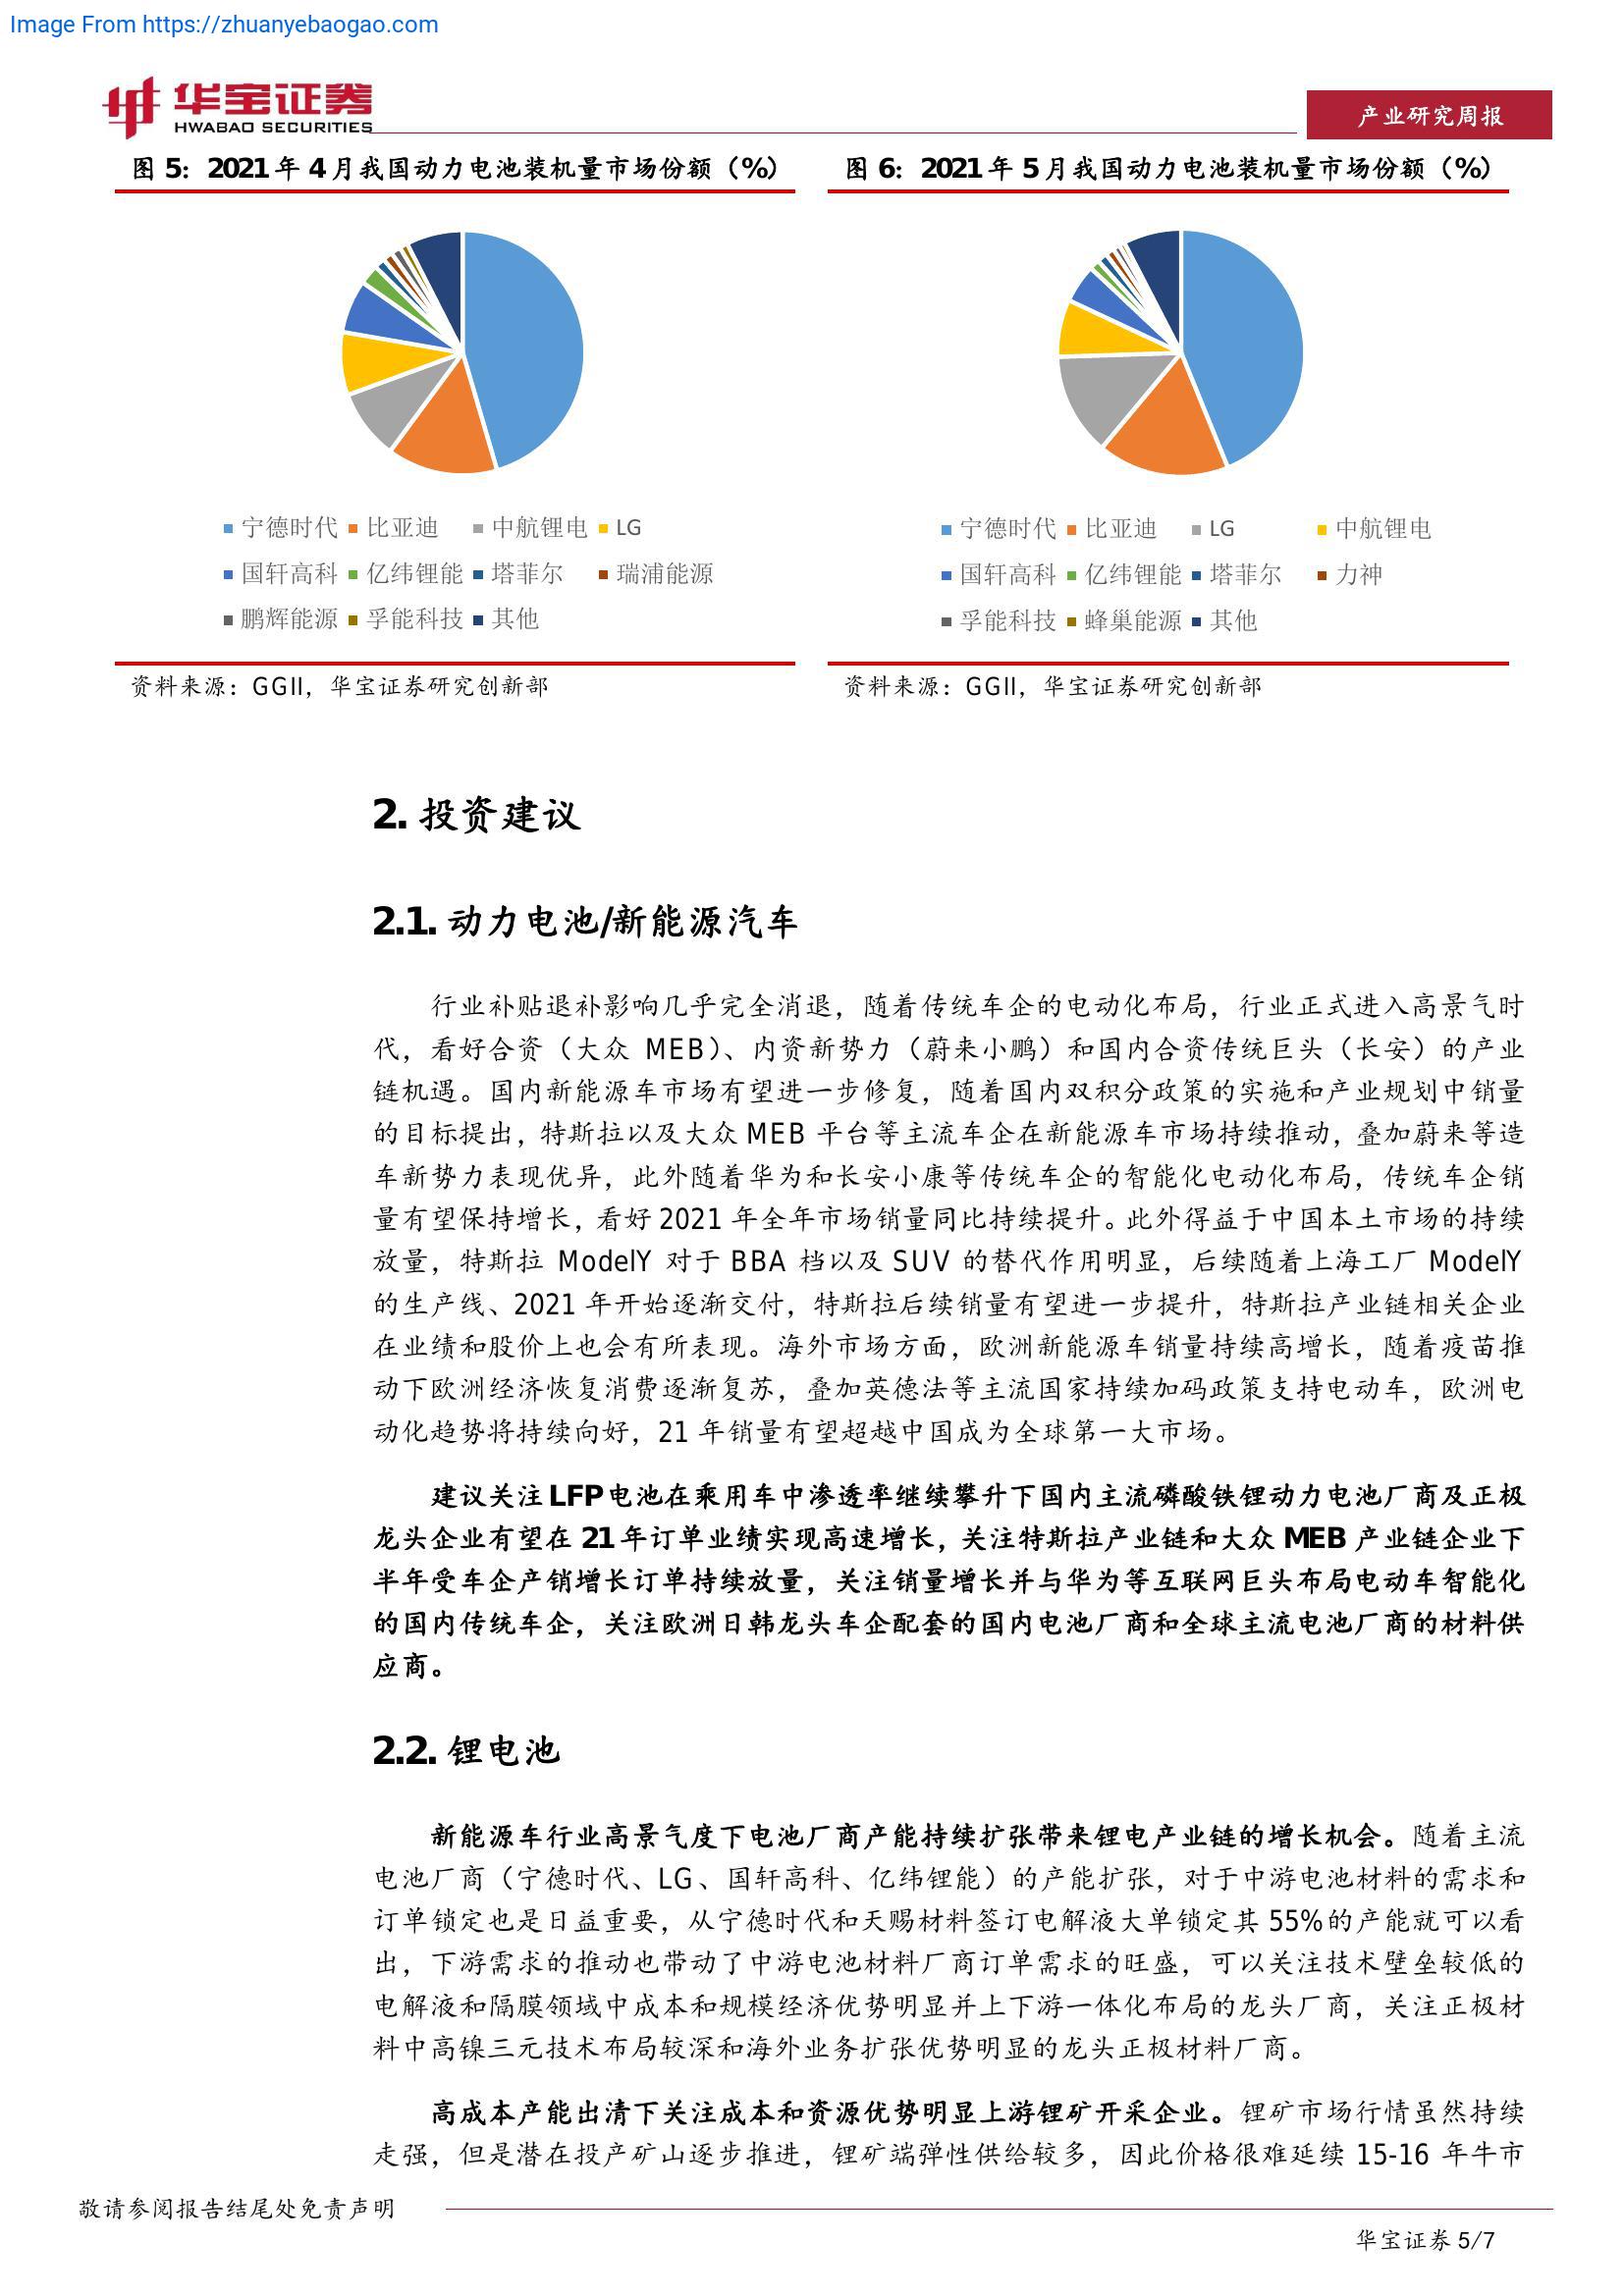 Image From https://zhuanyebaogao.com
华宝证券
HWABAO SECURITIES
产业研究周报
图 5: 2021 年 4 月我国动力电池装机量市场份额（%）
宁德时代 比亚迪 中航锂电 LG
国轩高科 亿纬锂能 塔菲尔 瑞浦能源
鹏辉能源 孚能科技 其他
资料来源：GGII，华宝证券研究创新部
图 6: 2021 年 5 月我国动力电池装机量市场份额（%）
宁德时代 比亚迪 LG 中航锂电
国轩高科 亿纬锂能 塔菲尔 力神
孚能科技 蜂巢能源 其他
资料来源：GGII，华宝证券研究创新部
2. 投资建议
2.1. 动力电池/新能源汽车
行业补贴退补影响几乎完全消退，随着传统车企的电动化布局，行业正式进入高景气时
代，看好合资（大众 MEB）、内资新势力（蔚来小鹏）和国内合资传统巨头（长安）的产业
链机遇。国内新能源车市场有望进一步修复，随着国内双积分政策的实施和产业规划中销量
的目标提出，特斯拉以及大众 MEB 平台等主流车企在新能源车市场持续推动，叠加蔚来等造
车新势力表现优异，此外随着华为和长安小康等传统车企的智能化电动化布局，传统车企销
量有望保持增长，看好 2021 年全年市场销量同比持续提升。此外得益于中国本土市场的持续
放量，特斯拉 ModelY 对于 BBA 档以及 SUV 的替代作用明显，后续随着上海工厂 ModelY
的生产线、2021 年开始逐渐交付，特斯拉后续销量有望进一步提升，特斯拉产业链相关企业
在业绩和股价上也会有所表现。海外市场方面，欧洲新能源车销量持续高增长，随着疫苗推
动下欧洲经济恢复消费逐渐复苏，叠加英德法等主流国家持续加码政策支持电动车，欧洲电
动化趋势将持续向好，21 年销量有望超越中国成为全球第一大市场。
建议关注 LFP 电池在乘用车中渗透率继续攀升下国内主流磷酸铁锂动力电池厂商及正极
龙头企业有望在 21 年订单业绩实现高速增长，关注特斯拉产业链和大众 MEB 产业链企业下
半年受车企产销增长订单持续放量，关注销量增长并与华为等互联网巨头布局电动车智能化
的国内传统车企，关注欧洲日韩龙头车企配套的国内电池厂商和全球主流电池厂商的材料供
应商。
2.2. 锂电池
新能源车行业高景气度下电池厂商产能持续扩张带来锂电产业链的增长机会。随着主流
电池厂商（宁德时代、LG、国轩高科、亿纬锂能）的产能扩张，对于中游电池材料的需求和
订单锁定也是日益重要，从宁德时代和天赐材料签订电解液大单锁定其 55%的产能就可以看
出，下游需求的推动也带动了中游电池材料厂商订单需求的旺盛，可以关注技术壁垒较低的
电解液和隔膜领域中成本和规模经济优势明显并上下游一体化布局的龙头厂商，关注正极材
料中高镍三元技术布局较深和海外业务扩张优势明显的龙头正极材料厂商。
高成本产能出清下关注成本和资源优势明显上游锂矿开采企业。锂矿市场行情虽然持续
走强，但是潜在投产矿山逐步推进，锂矿端弹性供给较多，因此价格很难延续 15-16 年牛市
敬请参阅报告结尾处免责声明
华宝证券 5/7